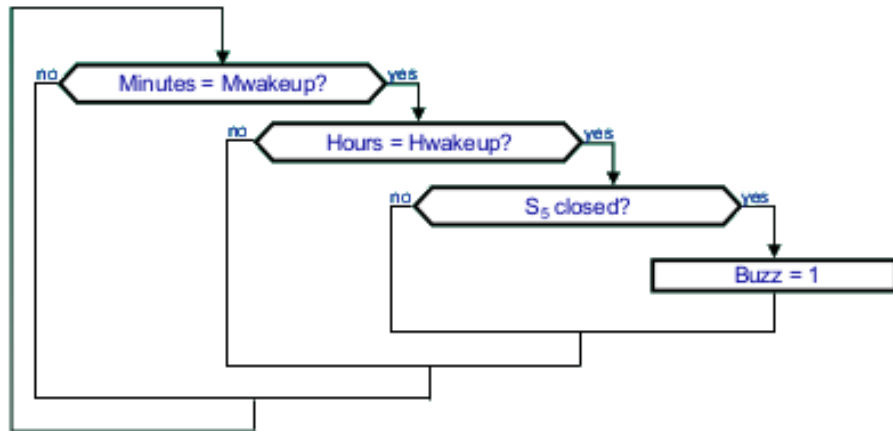 no
Minutes = Mwakeup?
yes
no
Hours = Hwakeup?
yes
no
S₅ closed?
yes
Buzz = 1